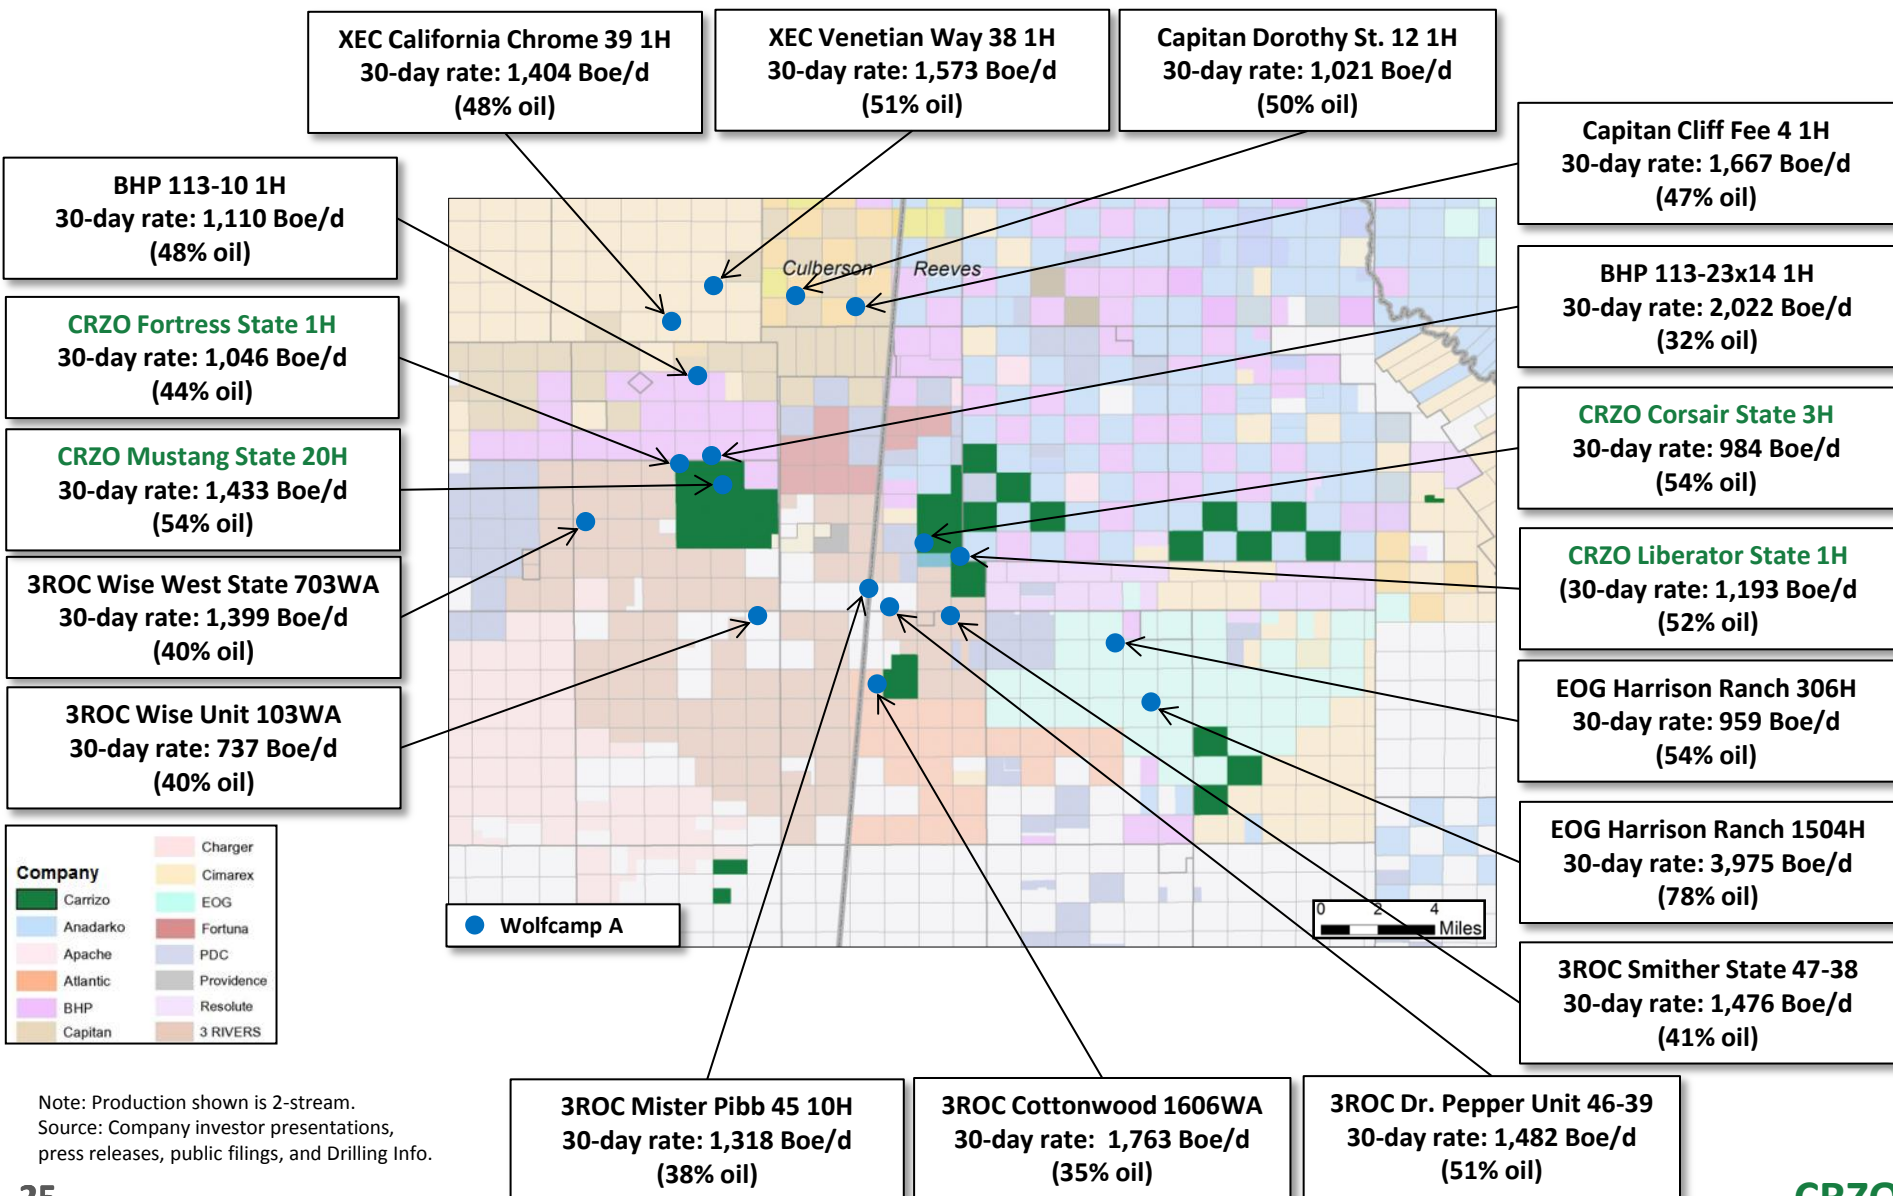 XEC California Chrome 39 1H
30-day rate: 1,404 Boe/d
(48% oil)
XEC Venetian Way 38 1H
30-day rate: 1,573 Boe/d
(51% oil)
Capitan Dorothy St. 12 1H
30-day rate: 1,021 Boe/d
(50% oil)
Capitan Cliff Fee 4 1H
30-day rate: 1,667 Boe/d
(47% oil)
BHP 113-10 1H
30-day rate: 1,110 Boe/d
(48% oil)
BHP 113-23x14 1H
30-day rate: 2,022 Boe/d
(32% oil)
CRZO Fortress State 1H
30-day rate: 1,046 Boe/d
(44% oil)
CRZO Corsair State 3H
30-day rate: 984 Boe/d
(54% oil)
CRZO Mustang State 20H
30-day rate: 1,433 Boe/d
(54% oil)
CRZO Liberator State 1H
(30-day rate: 1,193 Boe/d
(52% oil)
3ROC Wise West State 703WA
30-day rate: 1,399 Boe/d
(40% oil)
EOG Harrison Ranch 306H
30-day rate: 959 Boe/d
(54% oil)
3ROC Wise Unit 103WA
30-day rate: 737 Boe/d
(40% oil)
EOG Harrison Ranch 1504H
30-day rate: 3,975 Boe/d
(78% oil)
3ROC Smither State 47-38
30-day rate: 1,476 Boe/d
(41% oil)
Culberson
Reeves
Wolfcamp A
0 2 4
Miles
Company
Carrizo
Anadarko
Apache
Atlantic
BHP
Capitan
Charger
Cimarex
EOG
Fortuna
PDC
Providence
Resolute
3 RIVERS
3ROC Mister Pibb 45 10H
30-day rate: 1,318 Boe/d
(38% oil)
3ROC Cottonwood 1606WA
30-day rate: 1,763 Boe/d
(35% oil)
3ROC Dr. Pepper Unit 46-39
30-day rate: 1,482 Boe/d
(51% oil)
Note: Production shown is 2-stream.
Source: Company investor presentations,
press releases, public filings, and Drilling Info.
25
CRZO